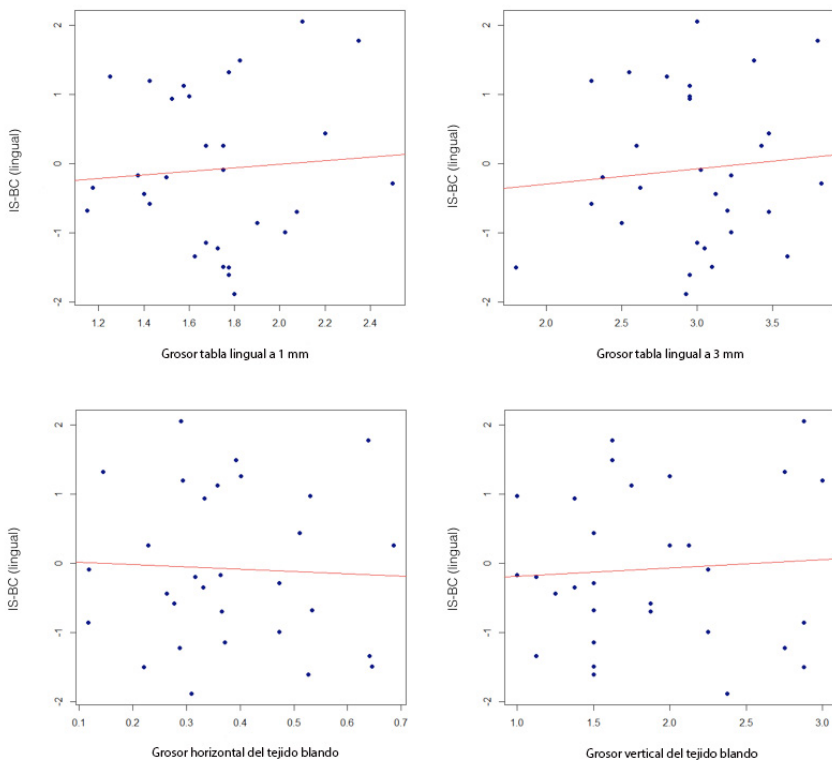 2
1
0
-1
-2
IS-BC (lingual)
1.2 1.4 1.6 1.8 2.0 2.2 2.4
Grosor tabla lingual a 1 mm
2
1
0
-1
-2
IS-BC (lingual)
2.0 2.5 3.0 3.5
Grosor tabla lingual a 3 mm
2
1
0
-1
-2
IS-BC (lingual)
0.1 0.2 0.3 0.4 0.5 0.6 0.7
Grosor horizontal del tejido blando
2
1
0
-1
-2
IS-BC (lingual)
1.0 1.5 2.0 2.5 3.0
Grosor vertical del tejido blando